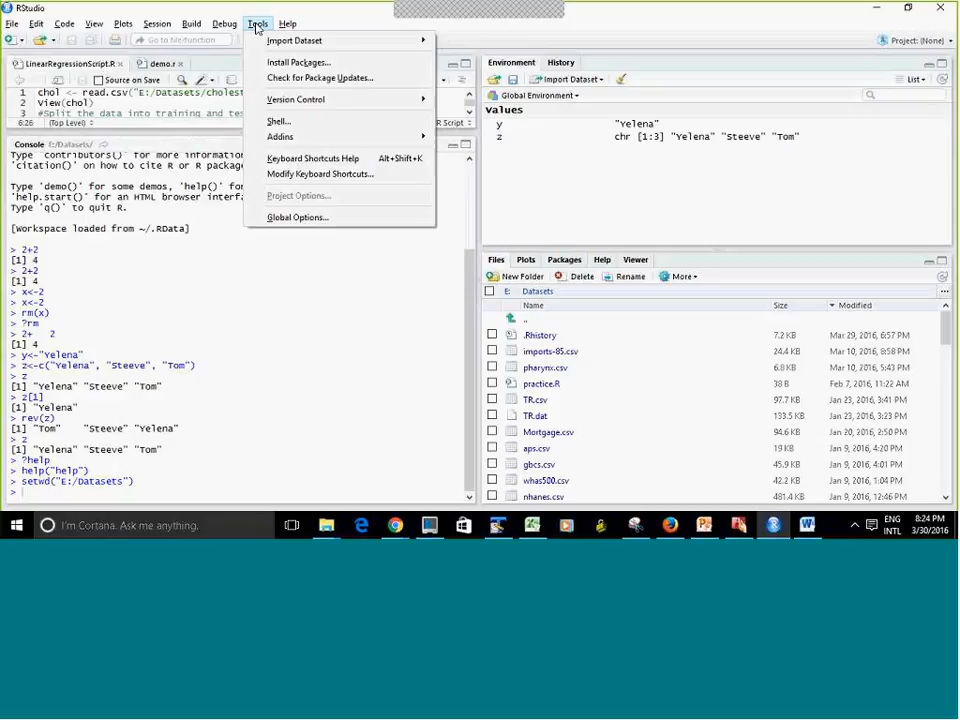 RStudio
File Edit Code View Plots Session Build Debug Tools Help
Go to file/function
Project: (None)
LinearRegressionScript.R × demo.r ×
Source on Save
1 chol <- read.csv("E:/Datasets/cholest
2 View(chol)
3 #Split the data into training and tes
6:26 (Top Level)
R Script
Import Dataset
Install Packages...
Check for Package Updates...
Version Control
Shell...
Addins
Keyboard Shortcuts Help Alt+Shift+K
Modify Keyboard Shortcuts...
Project Options...
Global Options...
Console E:/Datasets/
Type 'contributors()' for more informat
'citation()' on how to cite R or R packag
Type 'demo()' for some demos, 'help()' for
'help.start()' for an HTML browser interf
Type 'q()' to quit R.
[Workspace loaded from ~/.RData]
> 2+2
[1] 4
> 2+2
[1] 4
> x<-2
> x<-2
> rm(x)
> ?rm
> 2+   2
[1] 4
> y<-"Yelena"
> z<-c("Yelena", "Steeve", "Tom")
> z
[1] "Yelena" "Steeve" "Tom"
> z[1]
[1] "Yelena"
> rev(z)
[1] "Tom"    "Steeve" "Yelena"
> z
[1] "Yelena" "Steeve" "Tom"
> ?help
> help("help")
> setwd("E:/Datasets")
>
Environment History
Import Dataset
List
Global Environment
Values
y "Yelena"
z chr [1:3] "Yelena" "Steeve" "Tom"
Files Plots Packages Help Viewer
New Folder Delete Rename More
E: Datasets
Name Size Modified
..
.Rhistory 7.2 KB Mar 29, 2016, 6:57 PM
imports-85.csv 24.4 KB Mar 10, 2016, 8:58 PM
pharynx.csv 6.8 KB Mar 10, 2016, 5:43 PM
practice.R 38 B Feb 7, 2016, 11:22 AM
TR.csv 97.7 KB Jan 23, 2016, 3:41 PM
TR.dat 133.5 KB Jan 23, 2016, 3:23 PM
Mortgage.csv 94.6 KB Jan 20, 2016, 2:50 PM
aps.csv 19 KB Jan 9, 2016, 4:20 PM
gbcs.csv 45.9 KB Jan 9, 2016, 4:01 PM
whas500.csv 42.2 KB Jan 9, 2016, 1:04 PM
nhanes.csv 481.4 KB Jan 9, 2016, 12:46 PM
I'm Cortana. Ask me anything.
ENG
INTL
8:24 PM
3/30/2016